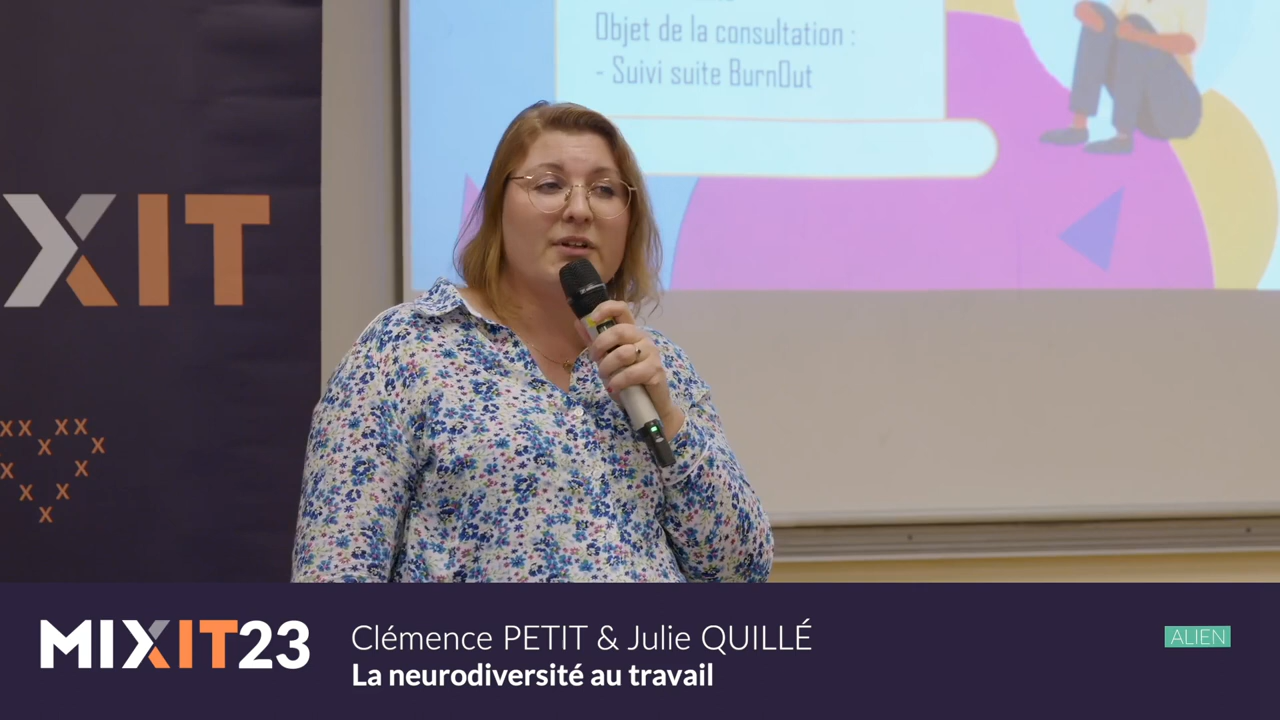 Objet de la consultation :
- Suivi suite BurnOut
XIT
MIXIT23
Clémence PETIT & Julie QUILLÉ
La neurodiversité au travail
ALIEN